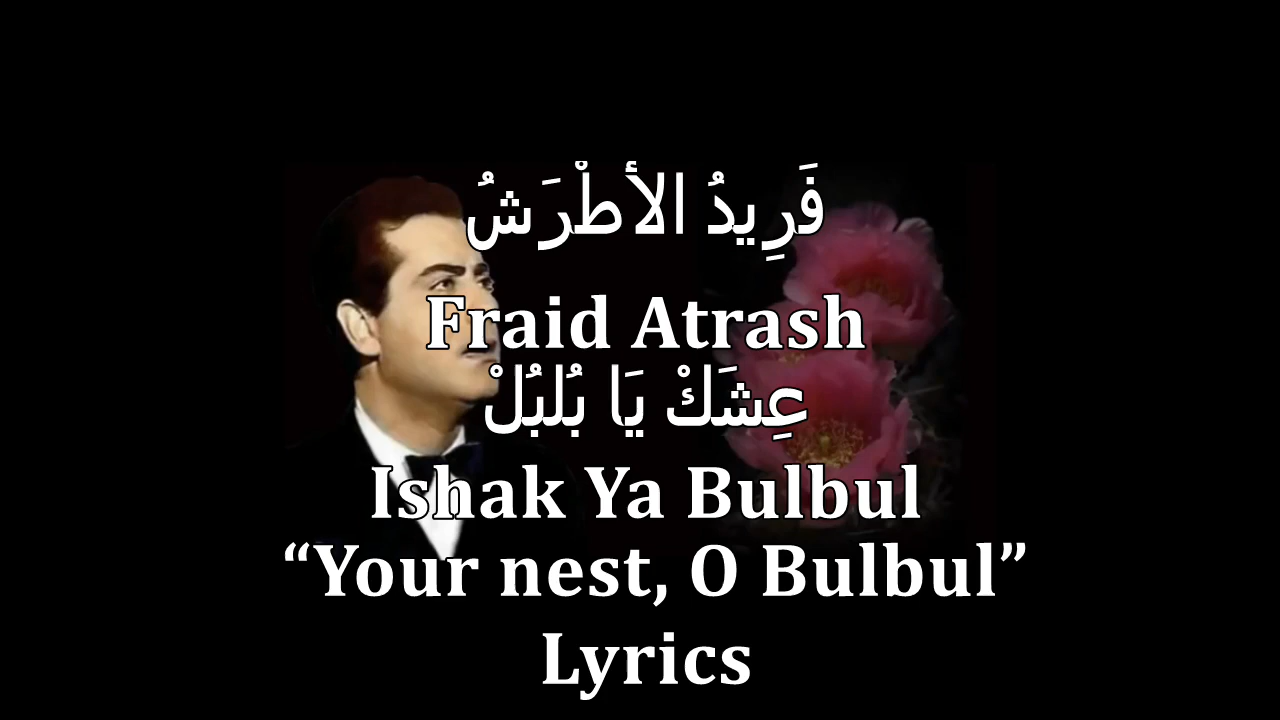 فَرِيدُ الأطْرَشُ
Fraid Atrash
عِشَكْ يَا بُلبُلْ
Ishak Ya Bulbul
“Your nest, O Bulbul”
Lyrics